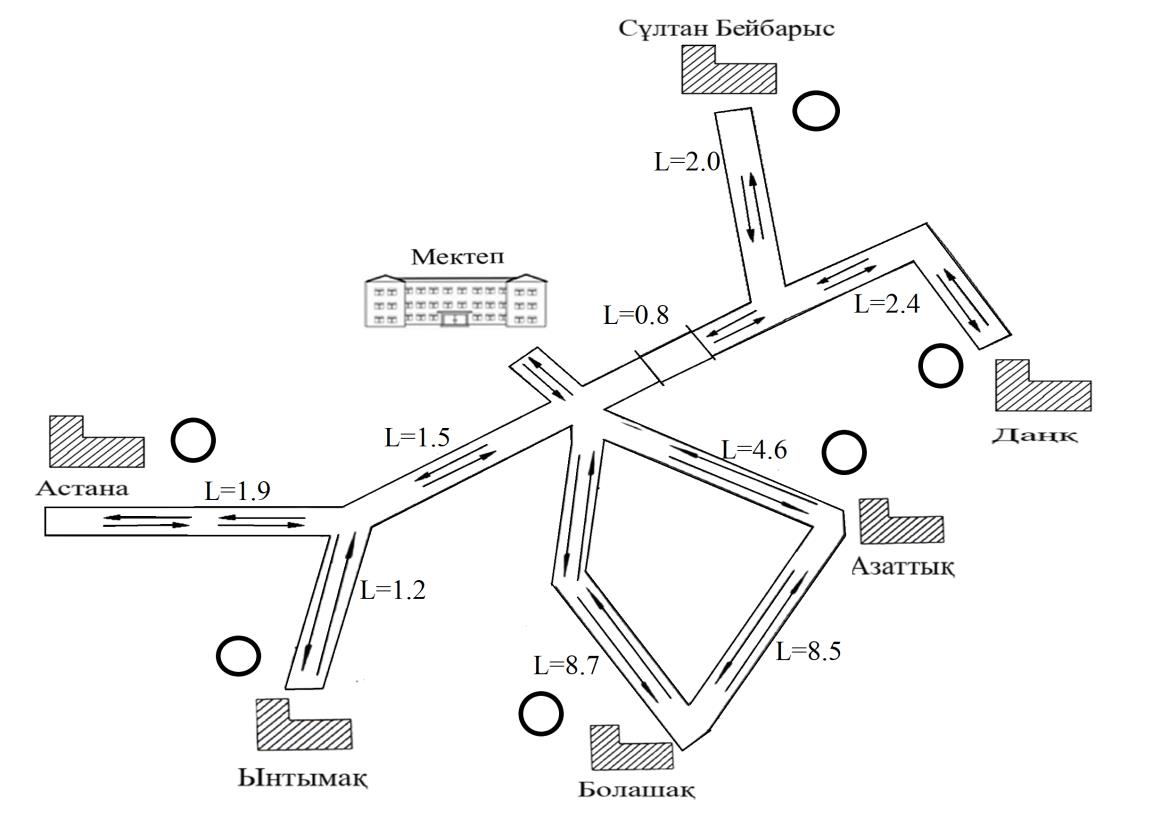 Сұлтан Бейбарыс
L=2.0
Мектеп
L=0.8
L=2.4
Даңк
L=1.5
L=4.6
Астана
L=1.9
Азаттық
L=1.2
L=8.7
L=8.5
Ынтымақ
Болашақ